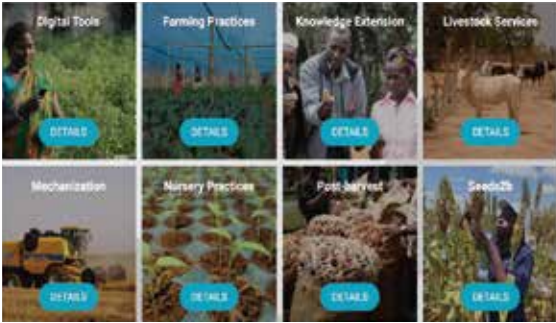 Digital Tools
Farming Practices
Knowledge Extension
Livestock Services
DETAILS
DETAILS
DETAILS
DETAILS
Mechanization
Nursery Practices
Post-harvest
Seeds2B
DETAILS
DETAILS
DETAILS
DETAILS